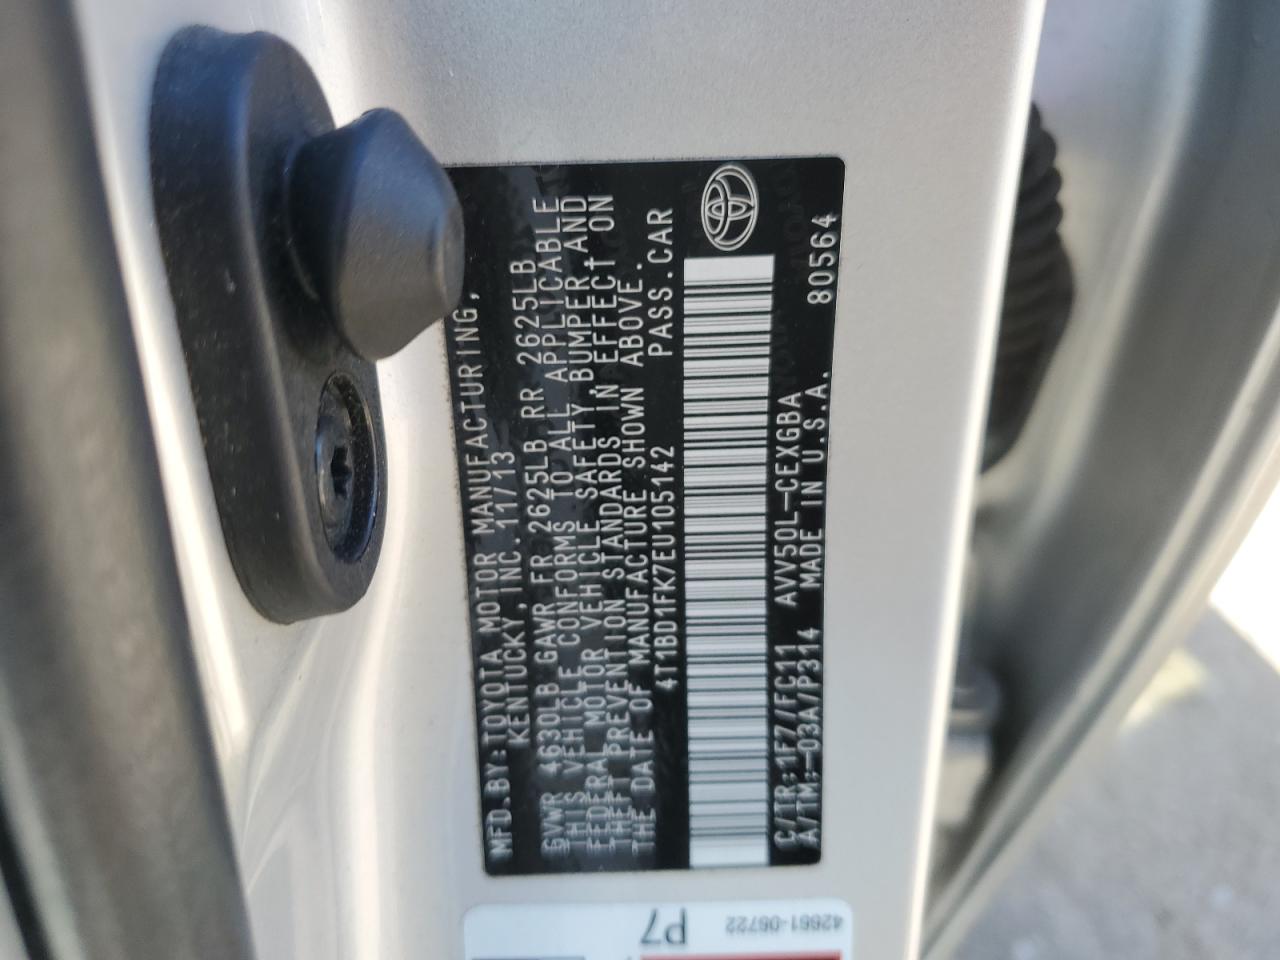 MFD.BY:TOYOTA MOTOR MANUFACTURING,
KENTUCKY, INC. 11/13
GVWR 4630LB GAWR FR 2625LB RR 2625LB
THIS VEHICLE CONFORMS TO ALL APPLICABLE
FEDERAL MOTOR VEHICLE SAFETY, BUMPER, AND
THEFT PREVENTION STANDARDS IN EFFECT ON
THE DATE OF MANUFACTURE SHOWN ABOVE.
4T1BD1FK7EU105142 PASS.CAR
C/TR:1F7/FC11 AVV50L-CEXGBA
A/TM:-03A/P314 MADE IN U.S.A. 80564
P7
42661-06722